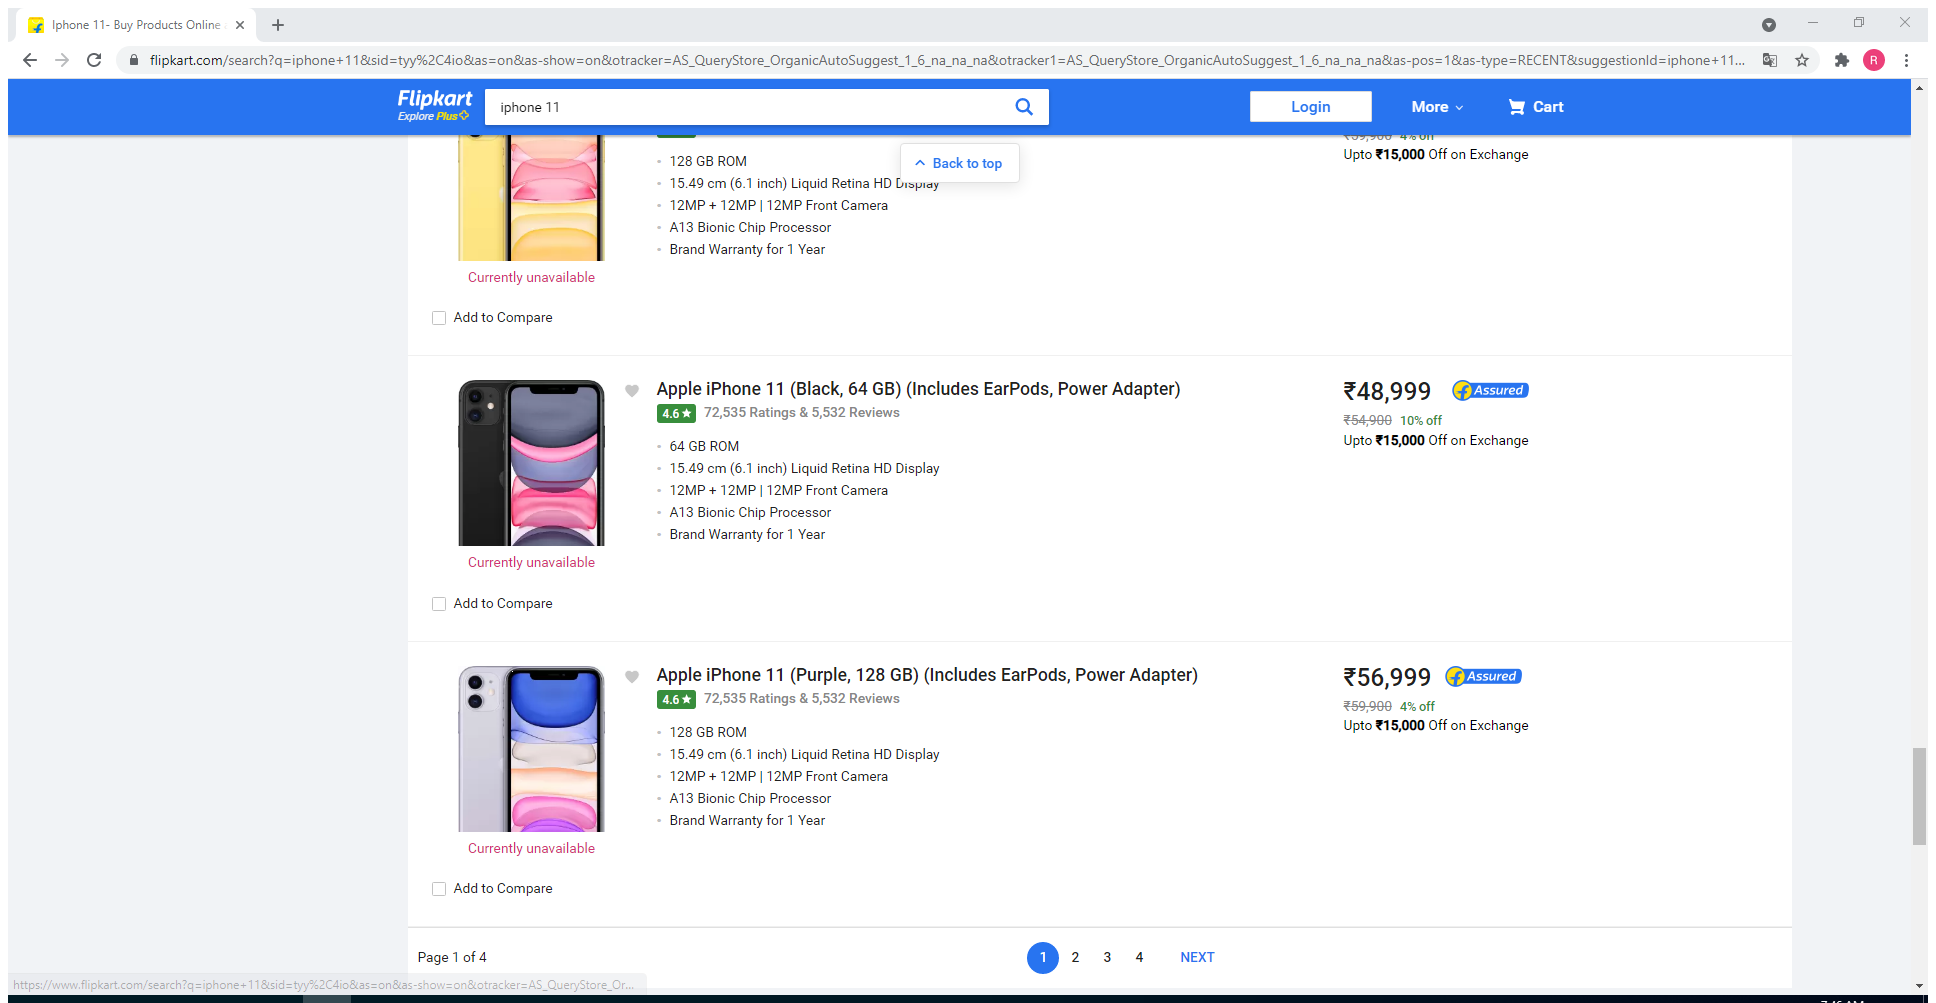 Iphone 11- Buy Products Online
flipkart.com/search?q=iphone+11&sid=tyy%2C4io&as=on&as-show=on&otracker=AS_QueryStore_OrganicAutoSuggest_1_6_na_na_na&otracker1=AS_QueryStore_OrganicAutoSuggest_1_6_na_na_na&as-pos=1&as-type=RECENT&suggestionId=iphone+11...
R
Flipkart
Explore Plus
iphone 11
Login
More
Cart
₹59,900 4% off
Upto ₹15,000 Off on Exchange
Back to top
128 GB ROM
15.49 cm (6.1 inch) Liquid Retina HD Display
12MP + 12MP | 12MP Front Camera
A13 Bionic Chip Processor
Brand Warranty for 1 Year
Currently unavailable
Add to Compare
Apple iPhone 11 (Black, 64 GB) (Includes EarPods, Power Adapter)
4.6 72,535 Ratings & 5,532 Reviews
64 GB ROM
15.49 cm (6.1 inch) Liquid Retina HD Display
12MP + 12MP | 12MP Front Camera
A13 Bionic Chip Processor
Brand Warranty for 1 Year
₹48,999 Assured
₹54,900 10% off
Upto ₹15,000 Off on Exchange
Currently unavailable
Add to Compare
Apple iPhone 11 (Purple, 128 GB) (Includes EarPods, Power Adapter)
4.6 72,535 Ratings & 5,532 Reviews
128 GB ROM
15.49 cm (6.1 inch) Liquid Retina HD Display
12MP + 12MP | 12MP Front Camera
A13 Bionic Chip Processor
Brand Warranty for 1 Year
₹56,999 Assured
₹59,900 4% off
Upto ₹15,000 Off on Exchange
Currently unavailable
Add to Compare
Page 1 of 4
1 2 3 4 NEXT
https://www.flipkart.com/search?q=iphone+11&sid=tyy%2C4io&as=on&as-show=on&otracker=AS_QueryStore_Or...